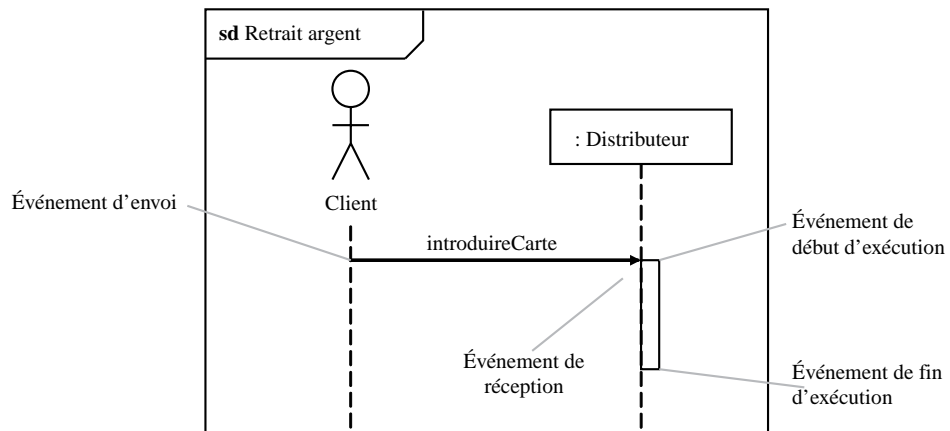 sd Retrait argent
: Distributeur
Événement d’envoi
Client
introduireCarte
Événement de
début d’exécution
Événement de
réception
Événement de fin
d’exécution